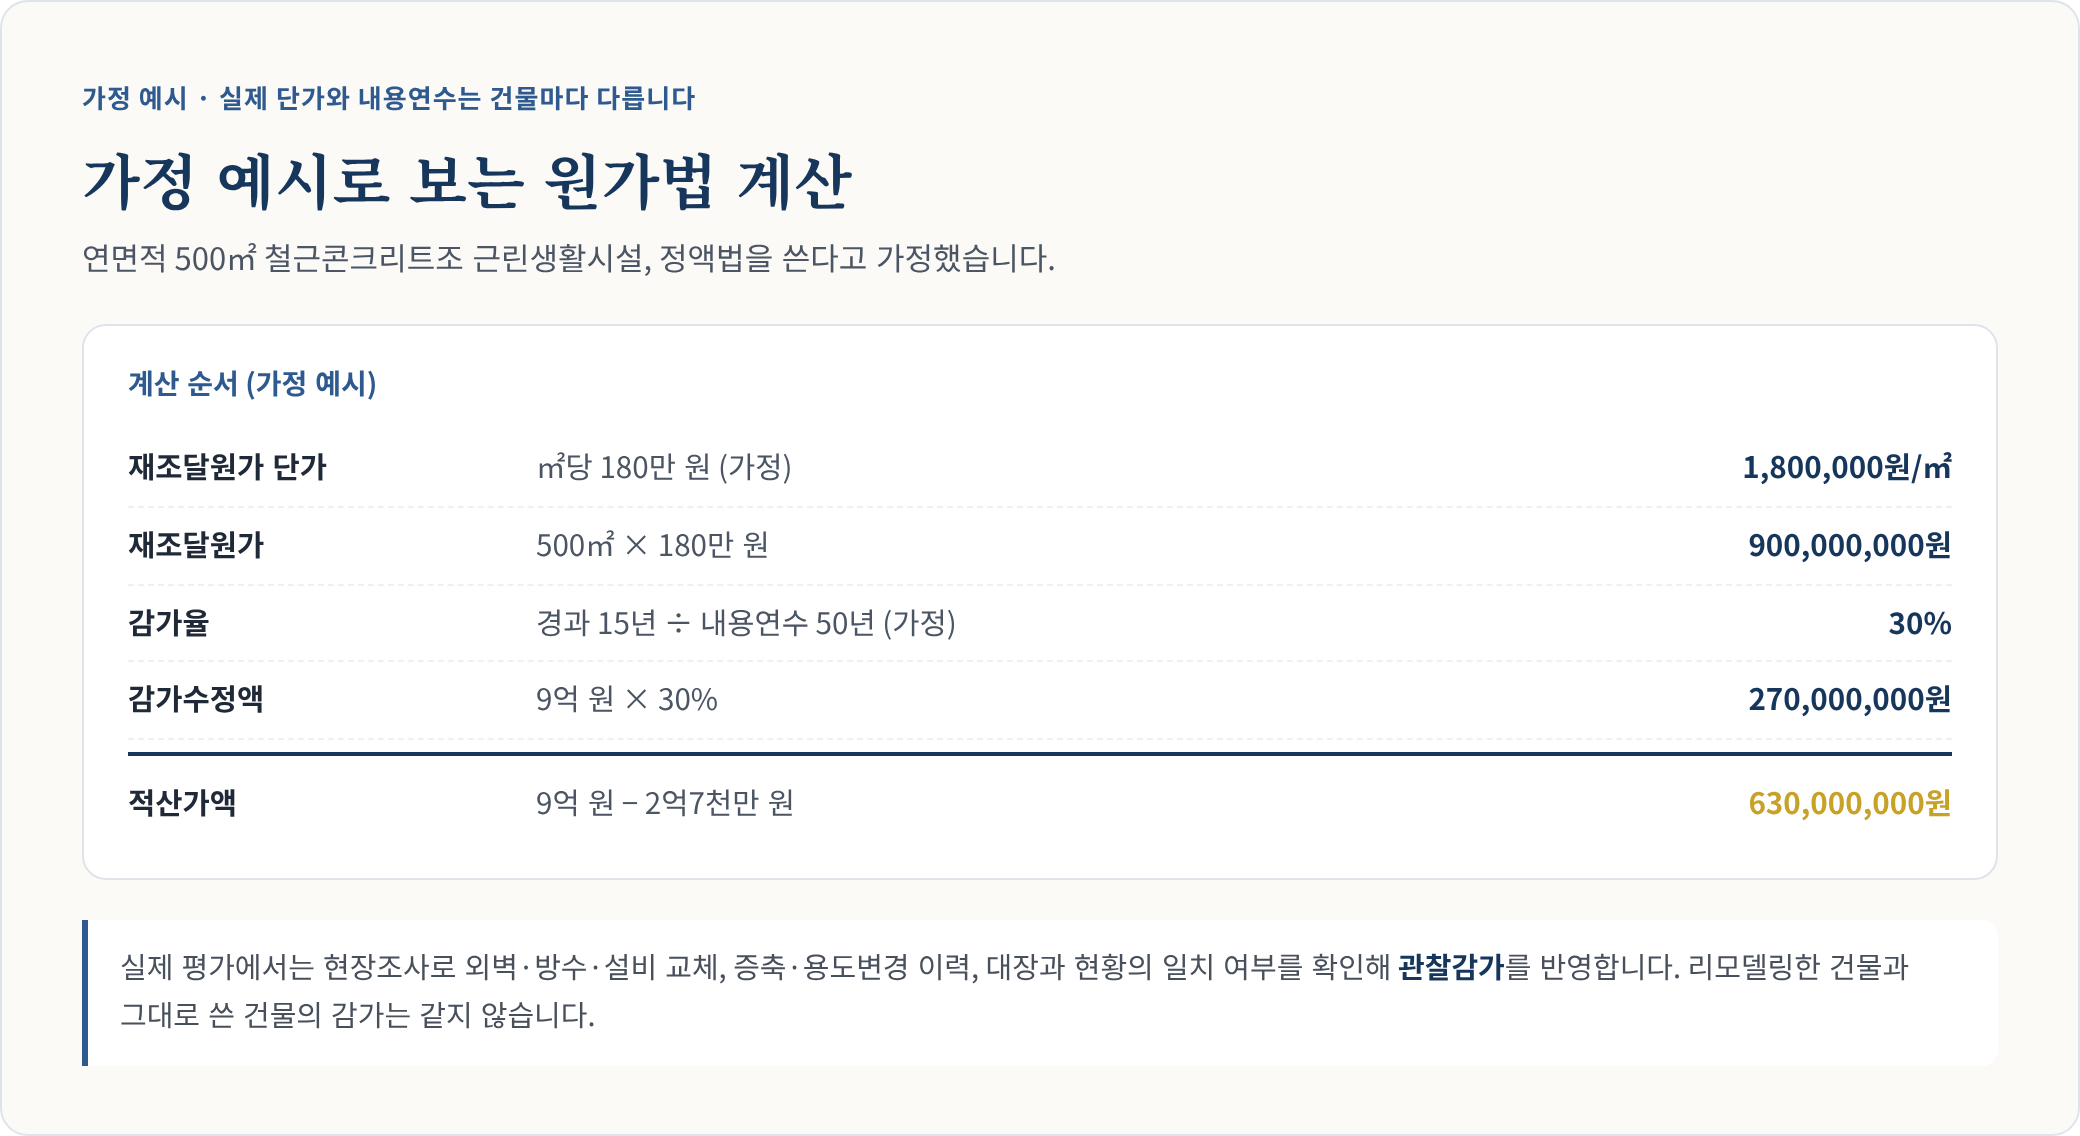 가정 예시 · 실제 단가와 내용연수는 건물마다 다릅니다
가정 예시로 보는 원가법 계산
연면적 500㎡ 철근콘크리트조 근린생활시설, 정액법을 쓴다고 가정했습니다.
계산 순서 (가정 예시)
재조달원가 단가 ㎡당 180만 원 (가정) 1,800,000원/㎡
재조달원가 500㎡ × 180만 원 900,000,000원
감가율 경과 15년 ÷ 내용연수 50년 (가정) 30%
감가수정액 9억 원 × 30% 270,000,000원
적산가액 9억 원 − 2억7천만 원 630,000,000원
실제 평가에서는 현장조사로 외벽·방수·설비 교체, 증축·용도변경 이력, 대장과 현황의 일치 여부를 확인해 관찰감가를 반영합니다. 리모델링한 건물과
그대로 쓴 건물의 감가는 같지 않습니다.